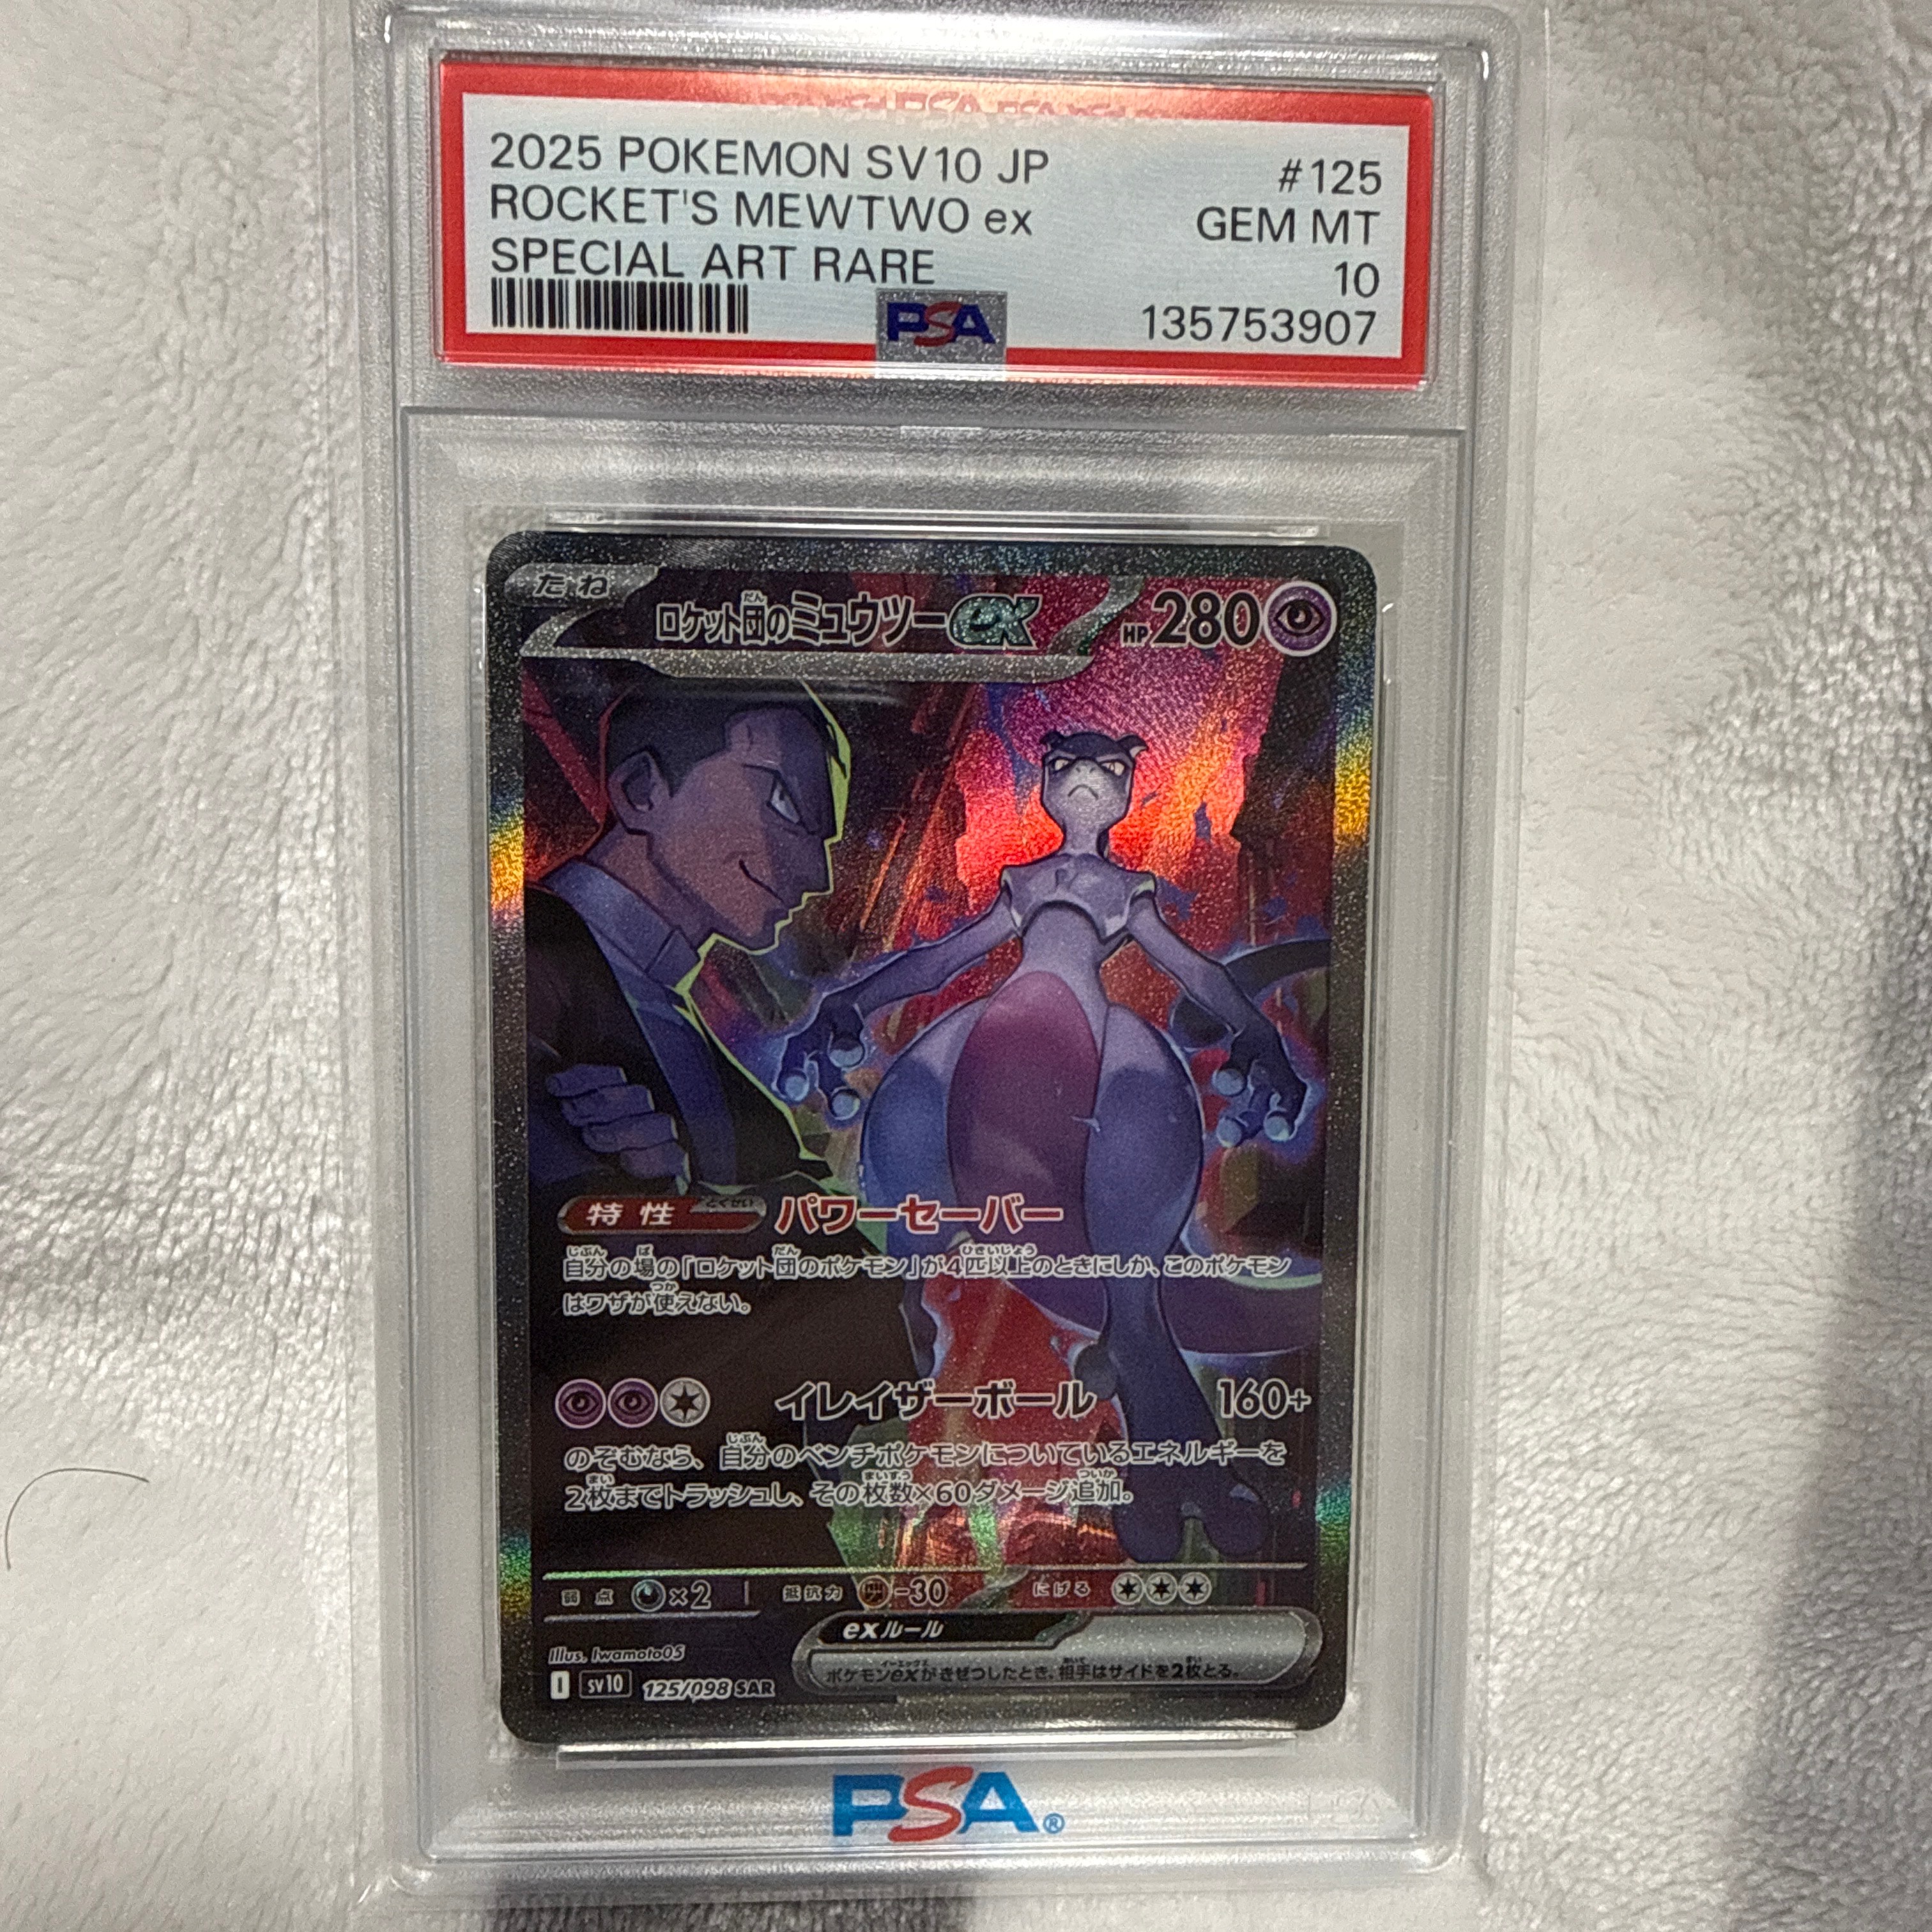 2025 POKEMON SV10 JP #125
ROCKET'S MEWTWO ex GEM MT
SPECIAL ART RARE 10
PSA 135753907
たね ロケット団のミュウツーex HP280
特性 とくせい パワーセーバー
自分の場の「ロケット団のポケモン」が4匹以上のときにしか、このポケモン
はワザが使えない。
イレイザーボール 160+
のぞむなら、自分のベンチポケモンについているエネルギーを
2枚までトラッシュし、その枚数×60ダメージ追加。
弱点 ×2 抵抗力 -30 にげる
exルール
ポケモンexがきぜつしたとき、相手はサイドを2枚とる。
Illus. Iwamoto05
I sv10 125/098 SAR
PSA®